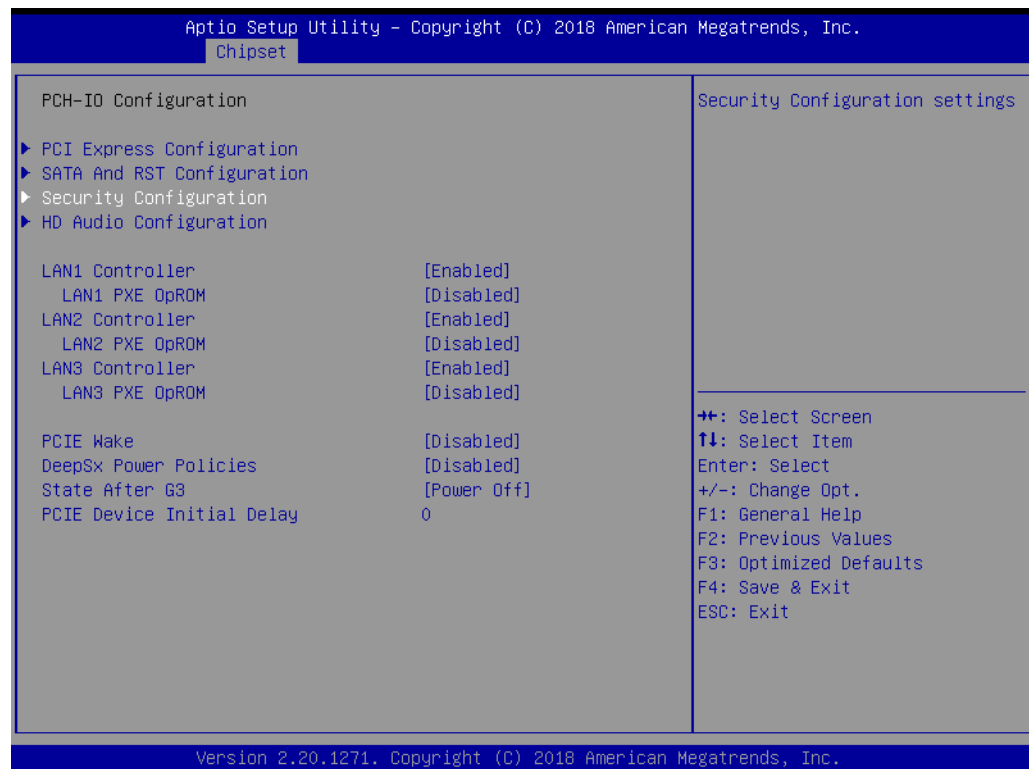 Aptio Setup Utility – Copyright (C) 2018 American Megatrends, Inc.
Chipset
PCH-IO Configuration
PCI Express Configuration
SATA And RST Configuration
Security Configuration
HD Audio Configuration
LAN1 Controller [Enabled]
LAN1 PXE OpROM [Disabled]
LAN2 Controller [Enabled]
LAN2 PXE OpROM [Disabled]
LAN3 Controller [Enabled]
LAN3 PXE OpROM [Disabled]
PCIE Wake [Disabled]
DeepSx Power Policies [Disabled]
State After G3 [Power Off]
PCIE Device Initial Delay 0
Security Configuration settings
→←: Select Screen
↑↓: Select Item
Enter: Select
+/-: Change Opt.
F1: General Help
F2: Previous Values
F3: Optimized Defaults
F4: Save & Exit
ESC: Exit
Version 2.20.1271. Copyright (C) 2018 American Megatrends, Inc.